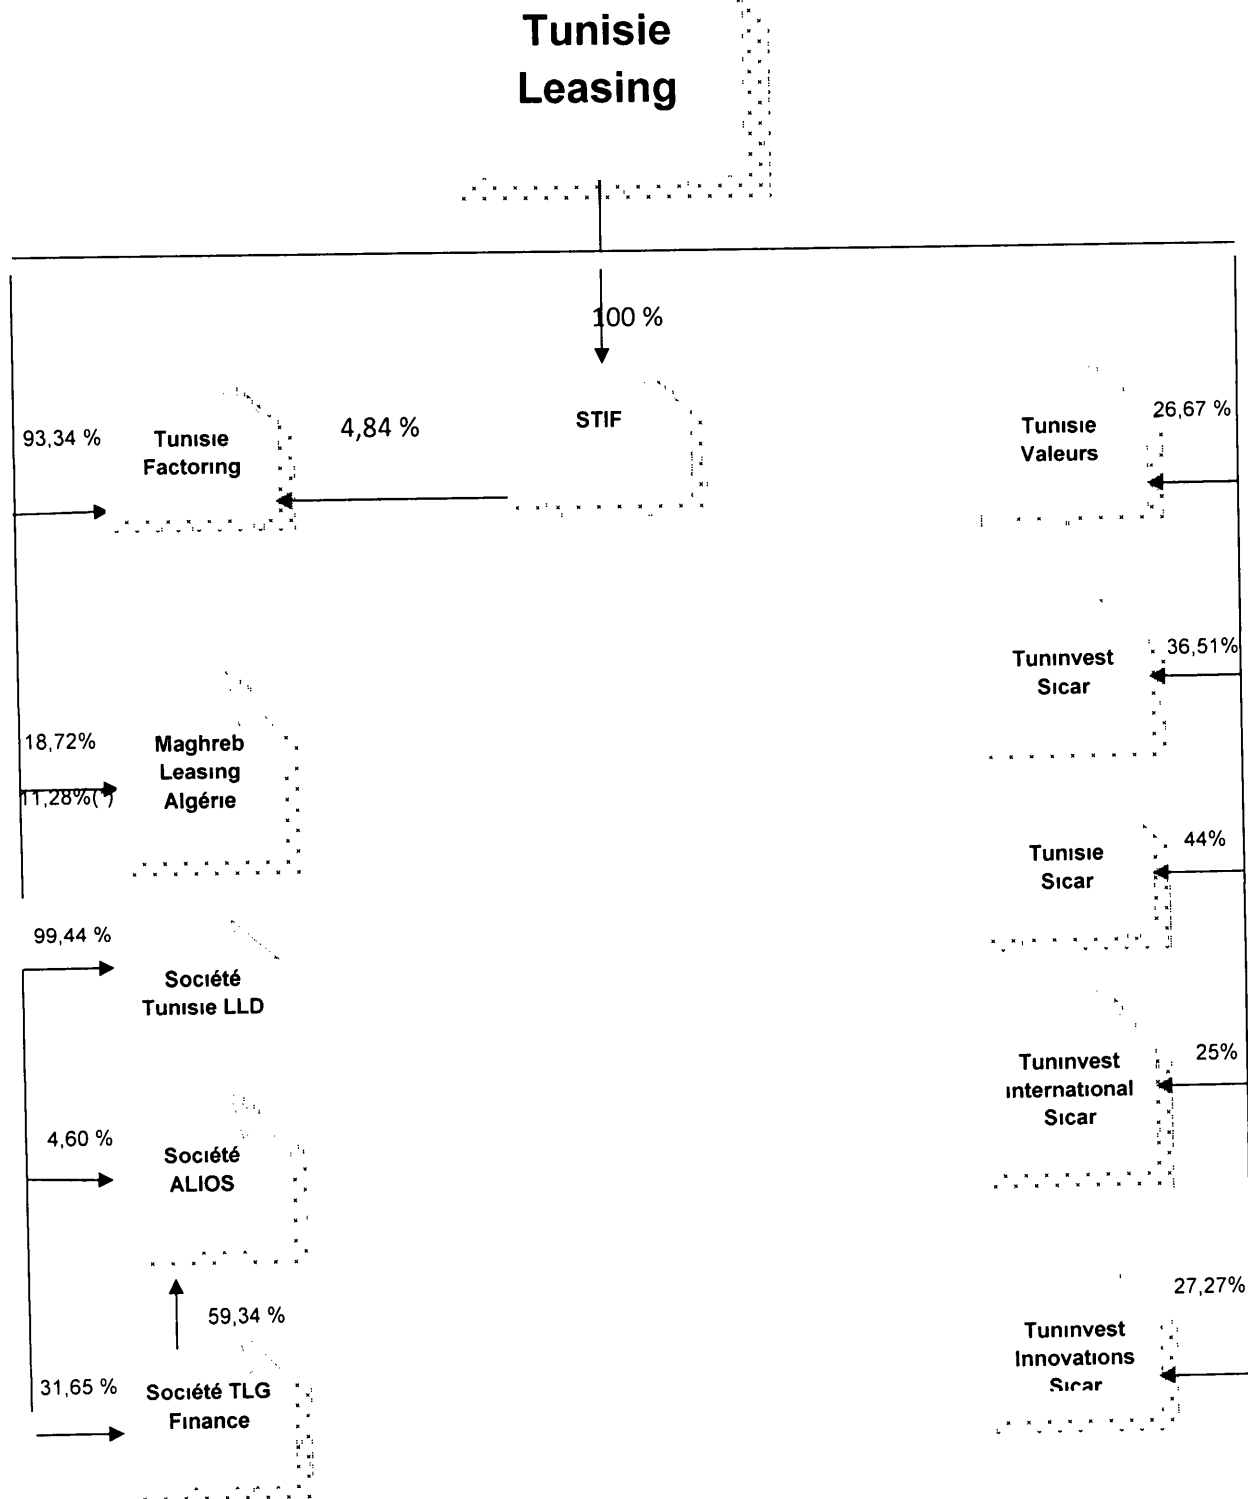 Tunisie
Leasing
100 %
93,34 %
Tunisie
Factoring
4,84 %
STIF
Tunisie
Valeurs
26,67 %
Tuninvest
Sicar
36,51%
18,72%
Maghreb
Leasing
Algérie
11,28%(*)
Tunisie
Sicar
44%
99,44 %
Société
Tunisie LLD
Tuninvest
international
Sicar
25%
4,60 %
Société
ALIOS
59,34 %
27,27%
Tuninvest
Innovations
Sicar
31,65 %
Société TLG
Finance